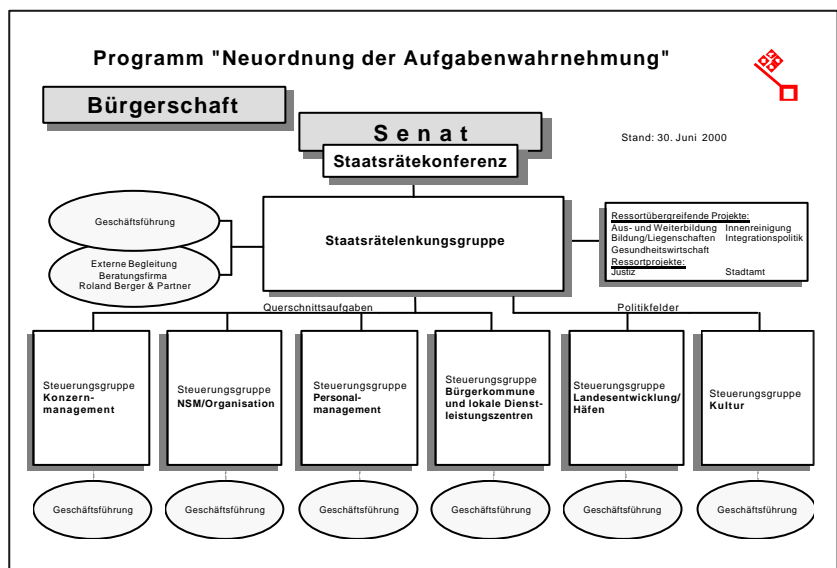 Programm "Neuordnung der Aufgabenwahrnehmung"
Bürgerschaft
Senat
Staatsrätekonferenz
Stand: 30. Juni 2000
Geschäftsführung
Externe Begleitung
Beratungsfirma
Roland Berger & Partner
Staatsrätelenkungsgruppe
Ressortübergreifende Projekte:
Aus- und Weiterbildung Innenreinigung
Bildung/Liegenschaften Integrationspolitik
Gesundheitswirtschaft
Ressortprojekte:
Justiz Stadtamt
Querschnittsaufgaben
Politikfelder
Steuerungsgruppe
Konzern-
management
Steuerungsgruppe
NSM/Organisation
Steuerungsgruppe
Personal-
management
Steuerungsgruppe
Bürgerkommune
und lokale Dienst-
leistungszentren
Steuerungsgruppe
Landesentwicklung/
Häfen
Steuerungsgruppe
Kultur
Geschäftsführung
Geschäftsführung
Geschäftsführung
Geschäftsführung
Geschäftsführung
Geschäftsführung